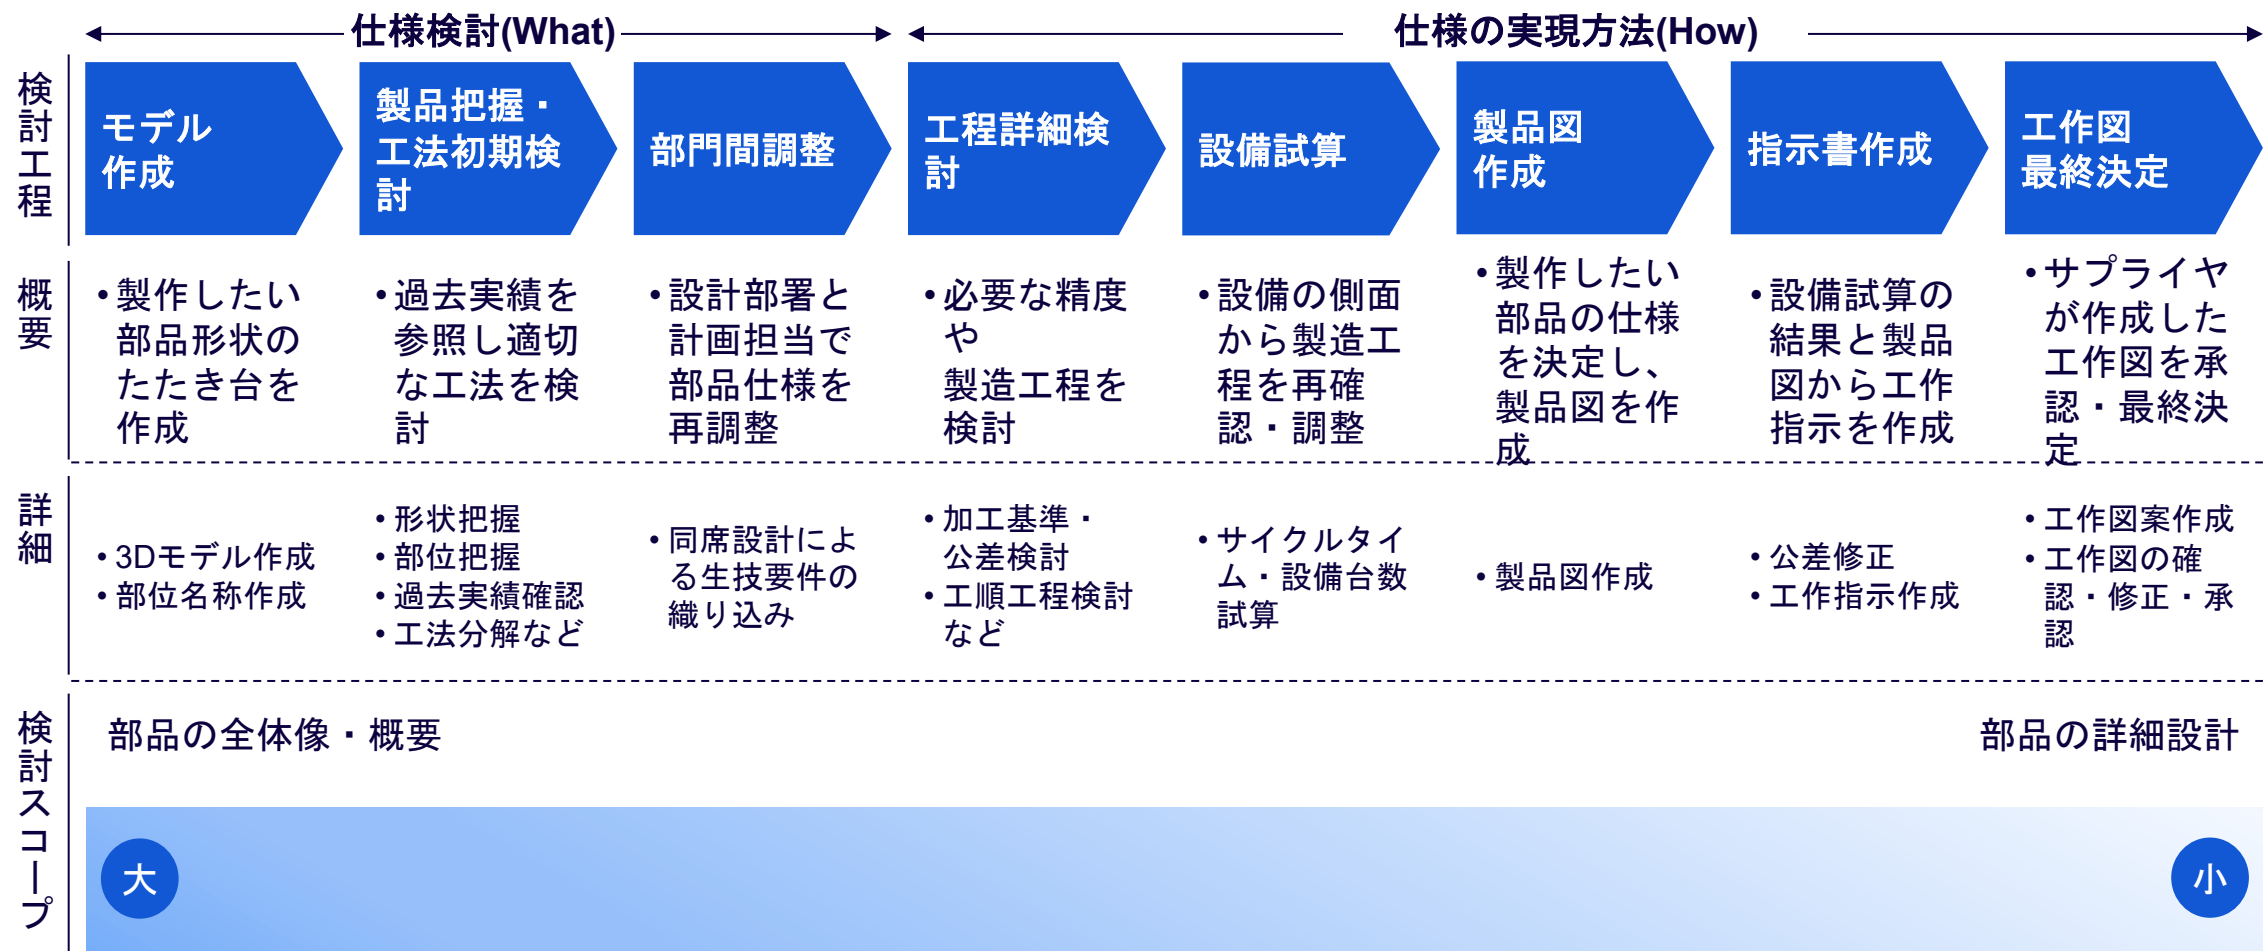 仕様検討(What)
仕様の実現方法(How)
検討工程
モデル
作成
製品把握・
工法初期検
討
部門間調整
工程詳細検
討
設備試算
製品図
作成
指示書作成
工作図
最終決定
概要
•製作したい
部品形状の
たたき台を
作成
•過去実績を
参照し適切
な工法を検
討
•設計部署と
計画担当で
部品仕様を
再調整
•必要な精度
や
製造工程を
検討
•設備の側面
から製造工
程を再確
認・調整
•製作したい
部品の仕様
を決定し、
製品図を作
成
•設備試算の
結果と製品
図から工作
指示を作成
•サプライヤ
が作成した
工作図を承
認・最終決
定
詳細
•3Dモデル作成
•部位名称作成
•形状把握
•部位把握
•過去実績確認
•工法分解など
•同席設計によ
る生技要件の
織り込み
•加工基準・
公差検討
•工順工程検討
など
•サイクルタイ
ム・設備台数
試算
•製品図作成
•公差修正
•工作指示作成
•工作図案作成
•工作図の確
認・修正・承
認
検討スコープ
部品の全体像・概要
部品の詳細設計
大
小